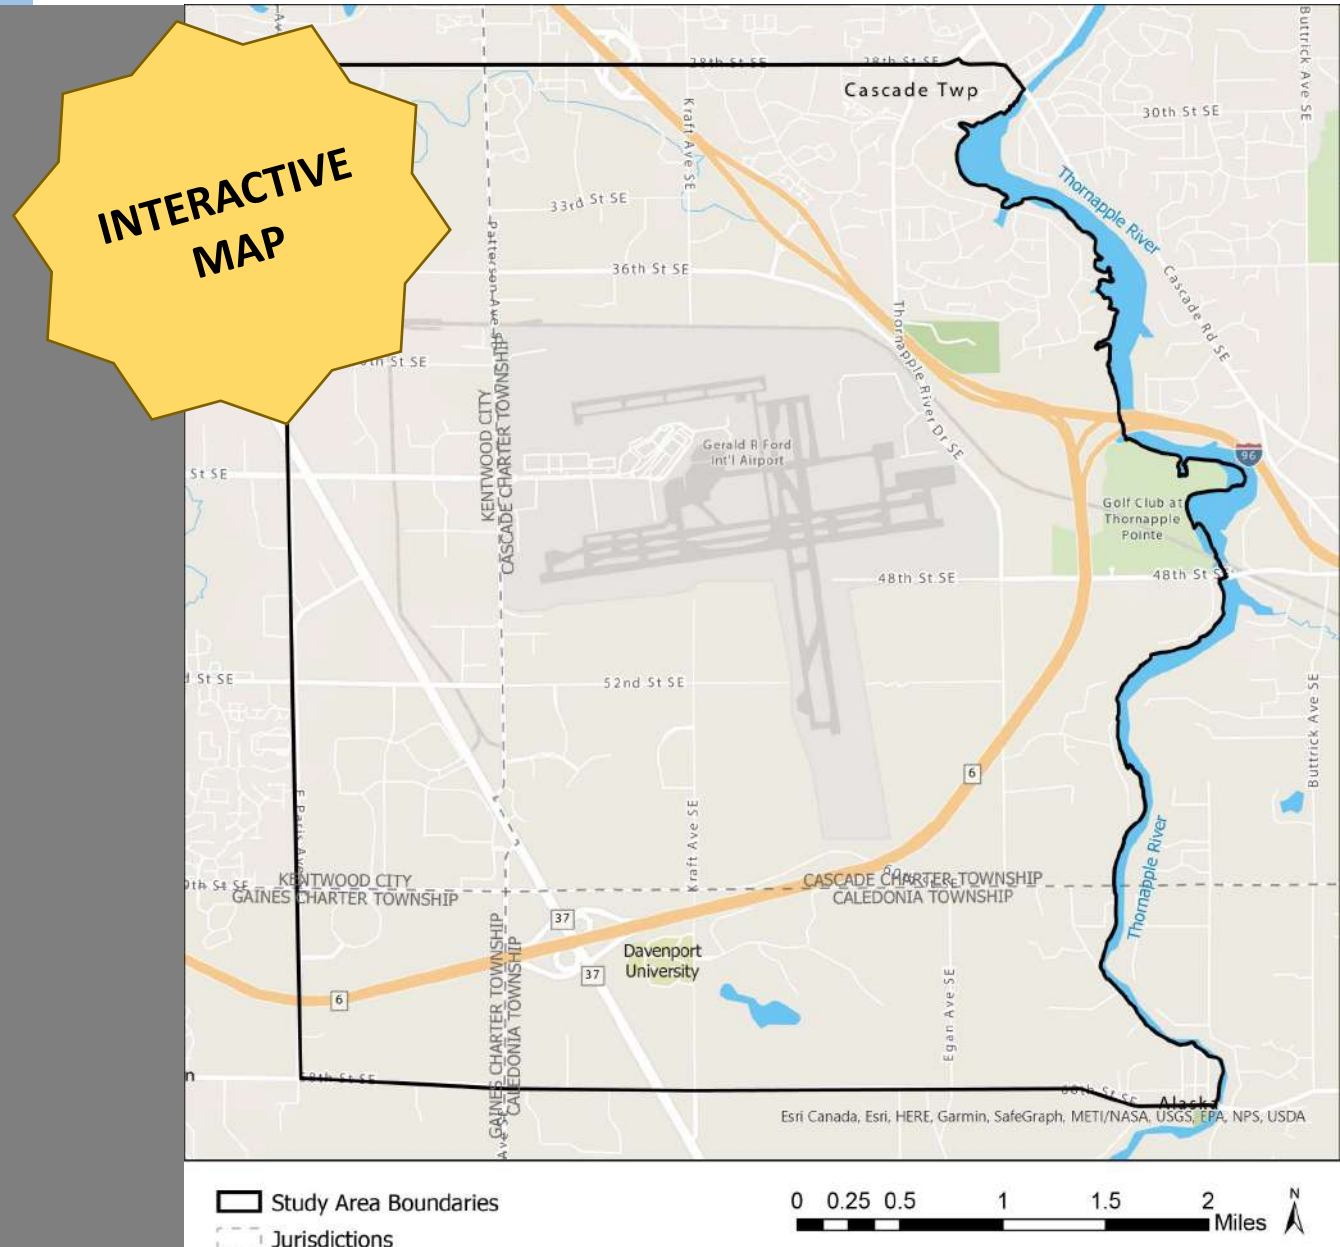 INTERACTIVE
MAP
28th St SE
28th St SE
Cascade Twp
Buttrick Ave SE
30th St SE
Kraft Ave SE
Thornapple River
33rd St SE
Patterson Ave SE
36th St SE
Cascade Rd SE
Thornapple River Dr SE
St SE
KENTWOOD CITY
CASCADE CHARTER TOWNSHIP
Gerald R Ford
Int'l Airport
96
St SE
Golf Club at
Thornapple
Pointe
48th St SE
48th St S
St SE
52nd St SE
Buttrick Ave SE
6
E Paris Ave
Kraft Ave SE
Thornapple River
KENTWOOD CITY
GAINES CHARTER TOWNSHIP
CASCADE CHARTER TOWNSHIP
CALEDONIA TOWNSHIP
37
Davenport
University
37
6
GAINES CHARTER TOWNSHIP
CALEDONIA TOWNSHIP
Egan Ave SE
n
68th St SE
Alaska
Esri Canada, Esri, HERE, Garmin, SafeGraph, METI/NASA, USGS, EPA, NPS, USDA
Study Area Boundaries
Jurisdictions
0 0.25 0.5 1 1.5 2
Miles
N